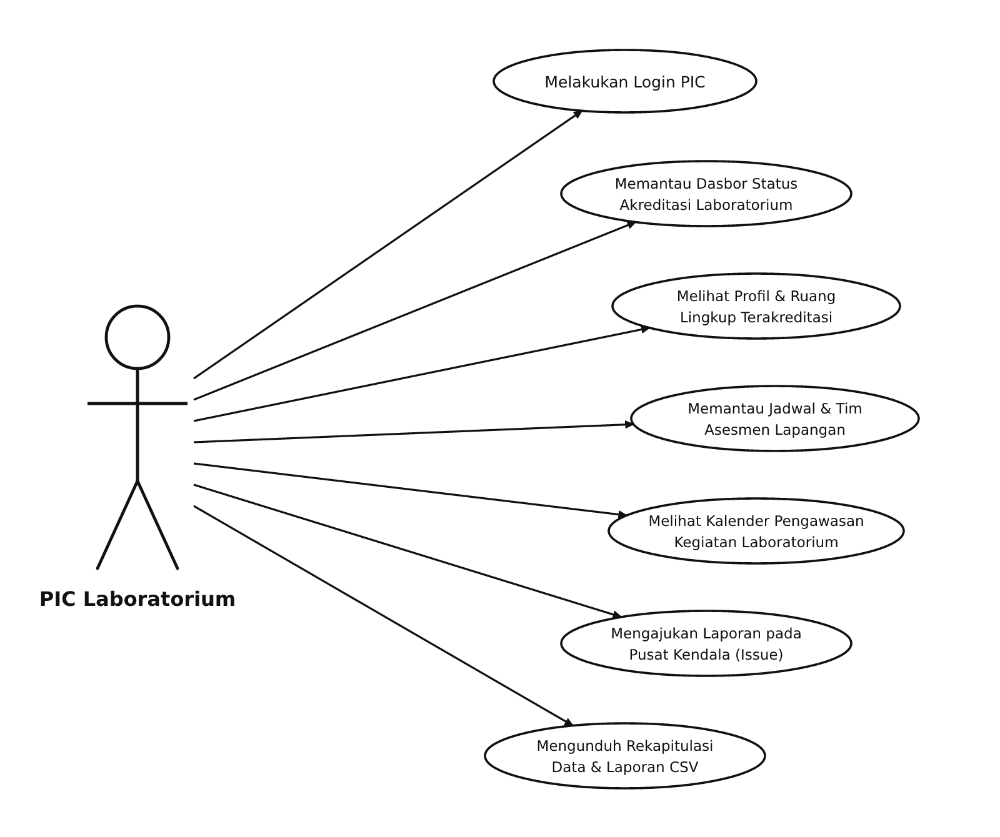 Melakukan Login PIC
Memantau Dasbor Status
Akreditasi Laboratorium
Melihat Profil & Ruang
Lingkup Terakreditasi
Memantau Jadwal & Tim
Asesmen Lapangan
Melihat Kalender Pengawasan
Kegiatan Laboratorium
PIC Laboratorium
Mengajukan Laporan pada
Pusat Kendala (Issue)
Mengunduh Rekapitulasi
Data & Laporan CSV